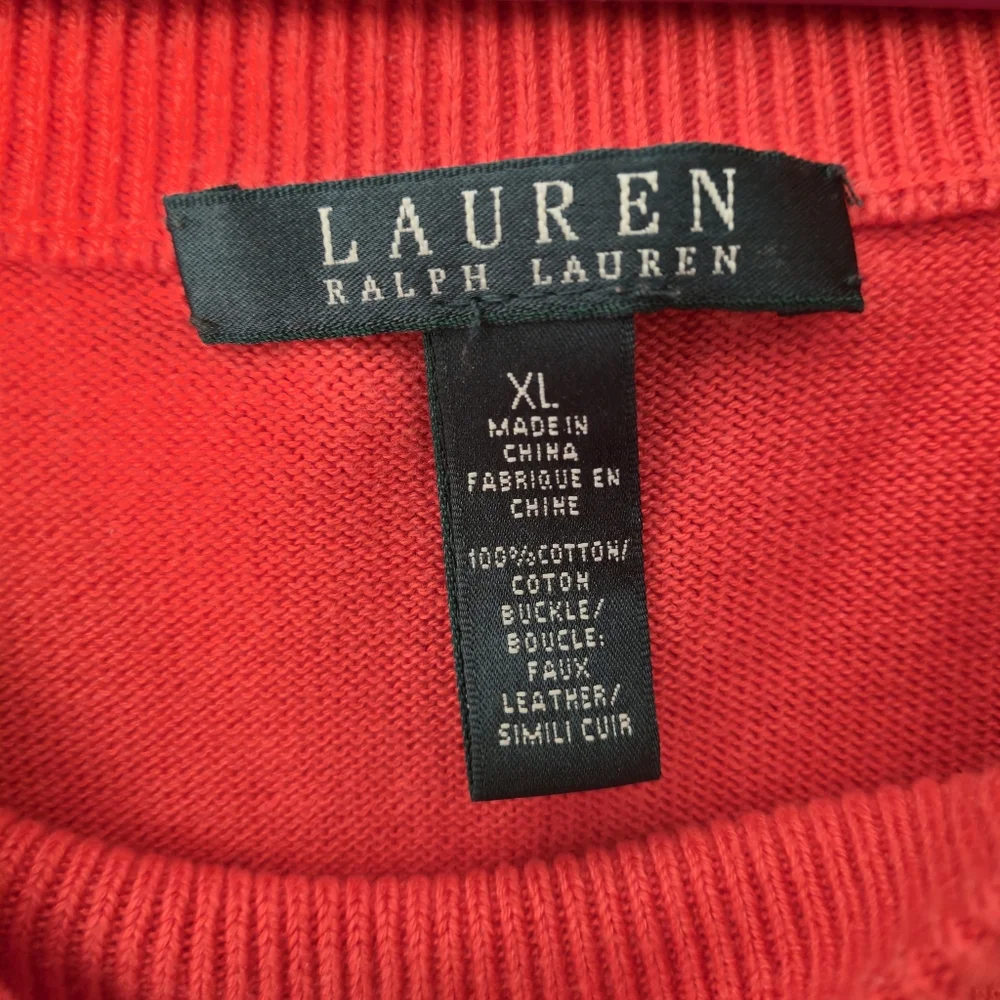 LAUREN
RALPH LAUREN
XL
MADE IN
CHINA
FABRIQUE EN
CHINE
100% COTTON/
COTON
BUCKLE/
BOUCLE:
FAUX
LEATHER/
SIMILI CUIR